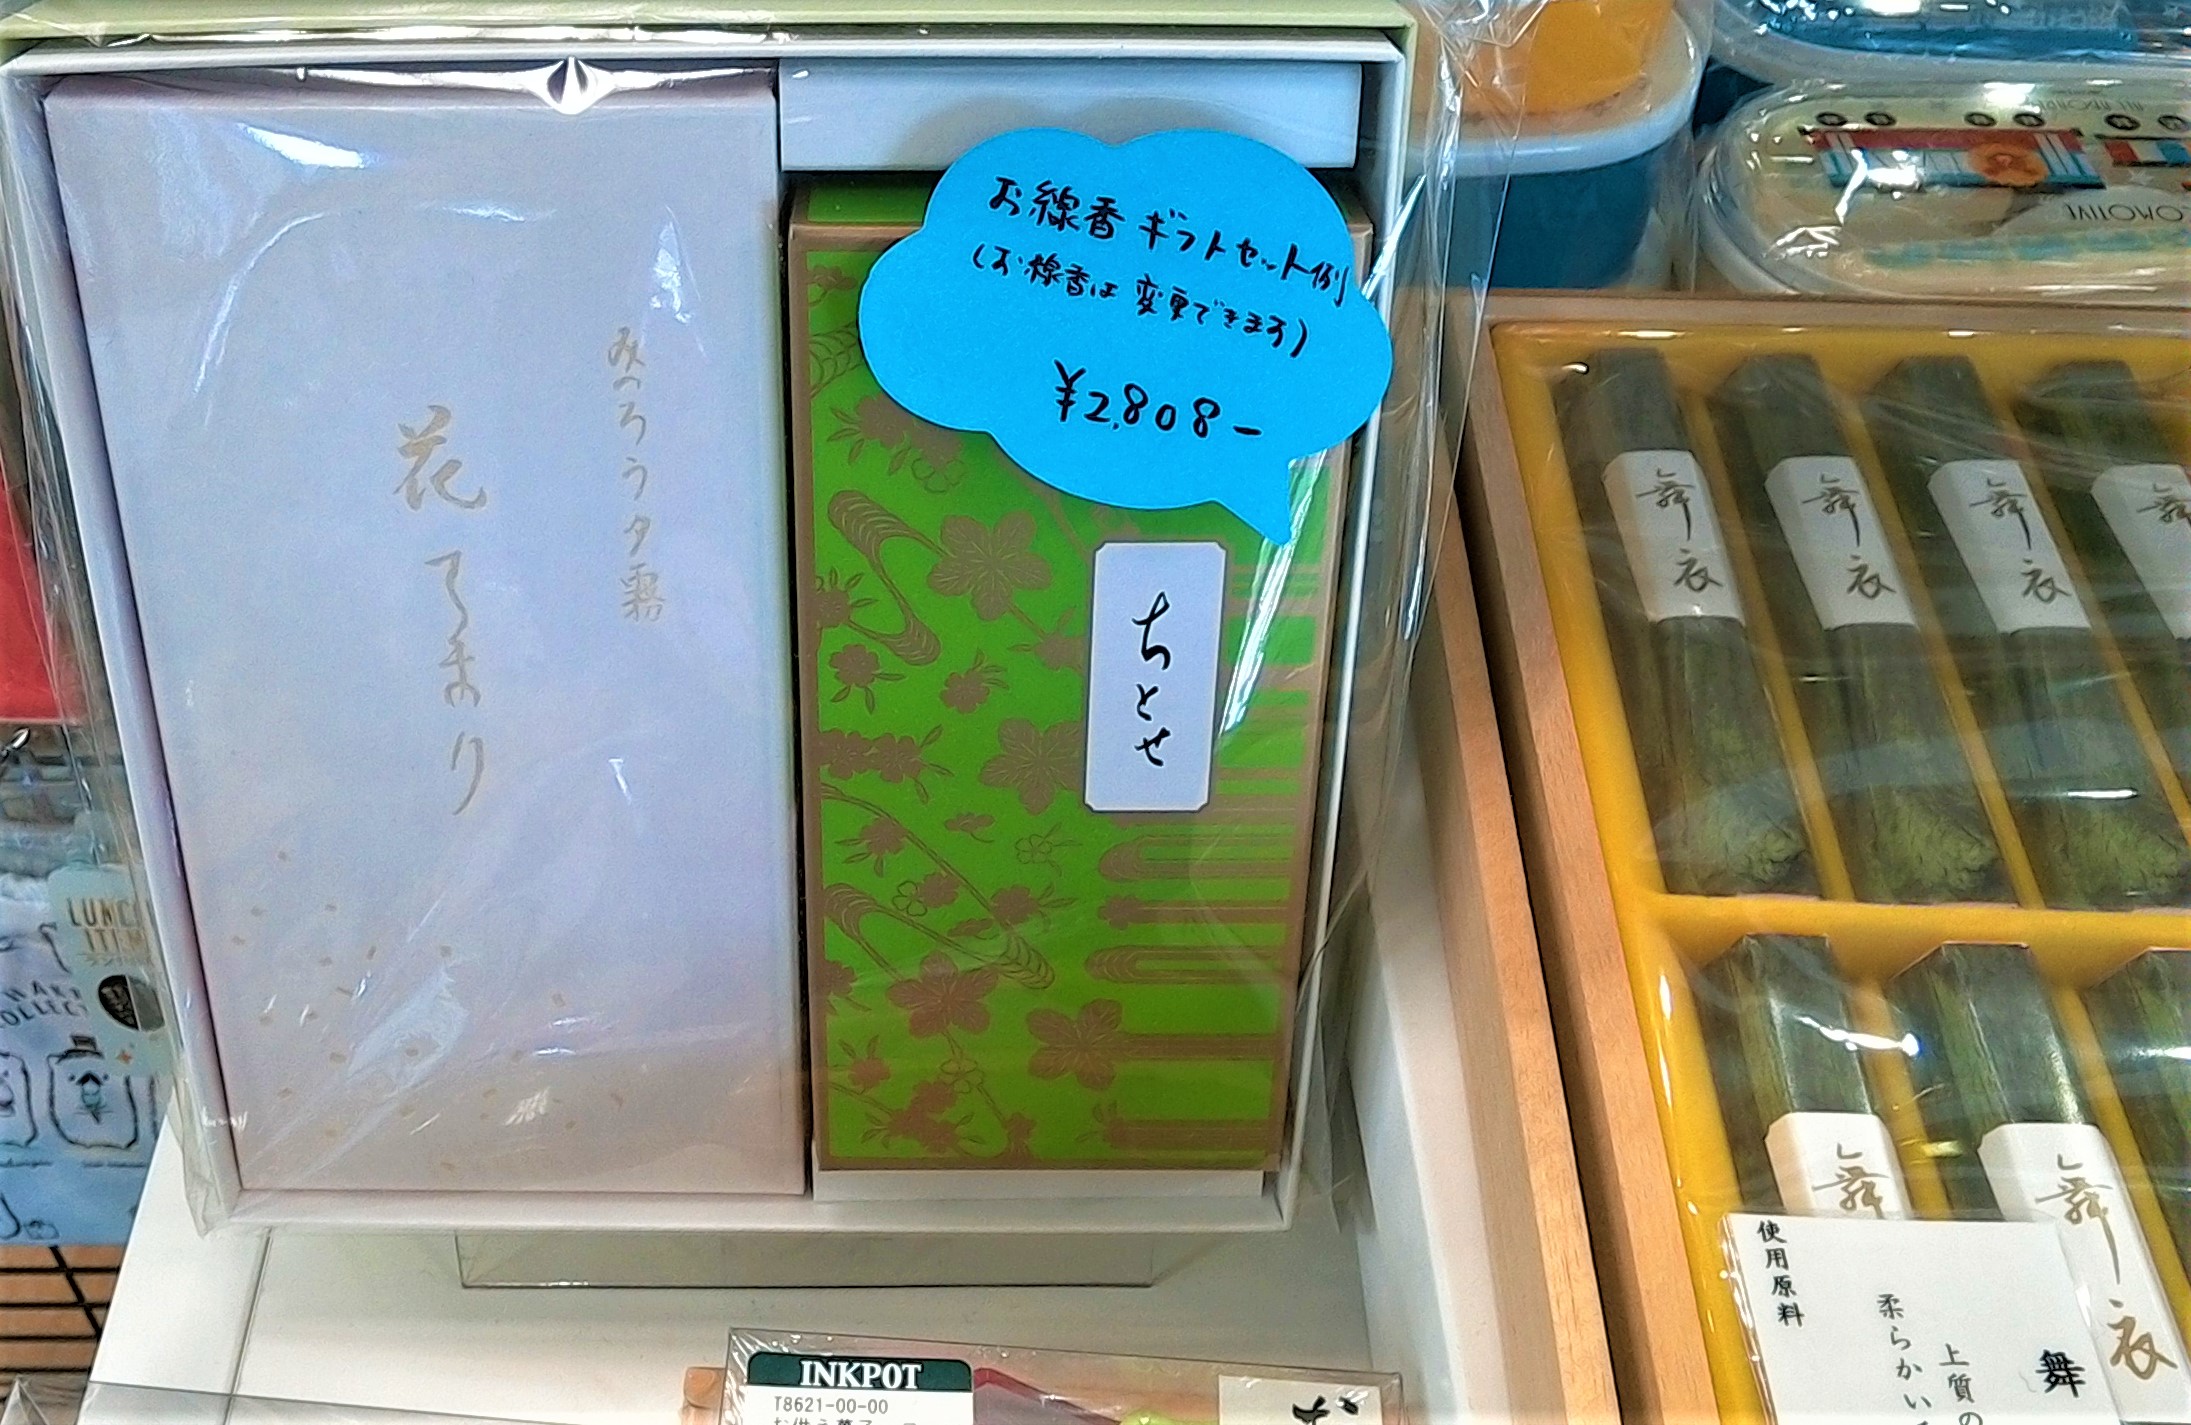 みのろう夕霧
花てまり
お線香ギフトセット例
(お線香は変更できます)
¥2,808-
ちとせ
舞衣
舞衣
舞衣
舞
舞
舞衣
使用原料
柔らかい
上質の
舞
INKPOT
T8621-00-00
LUNCH
ITEM